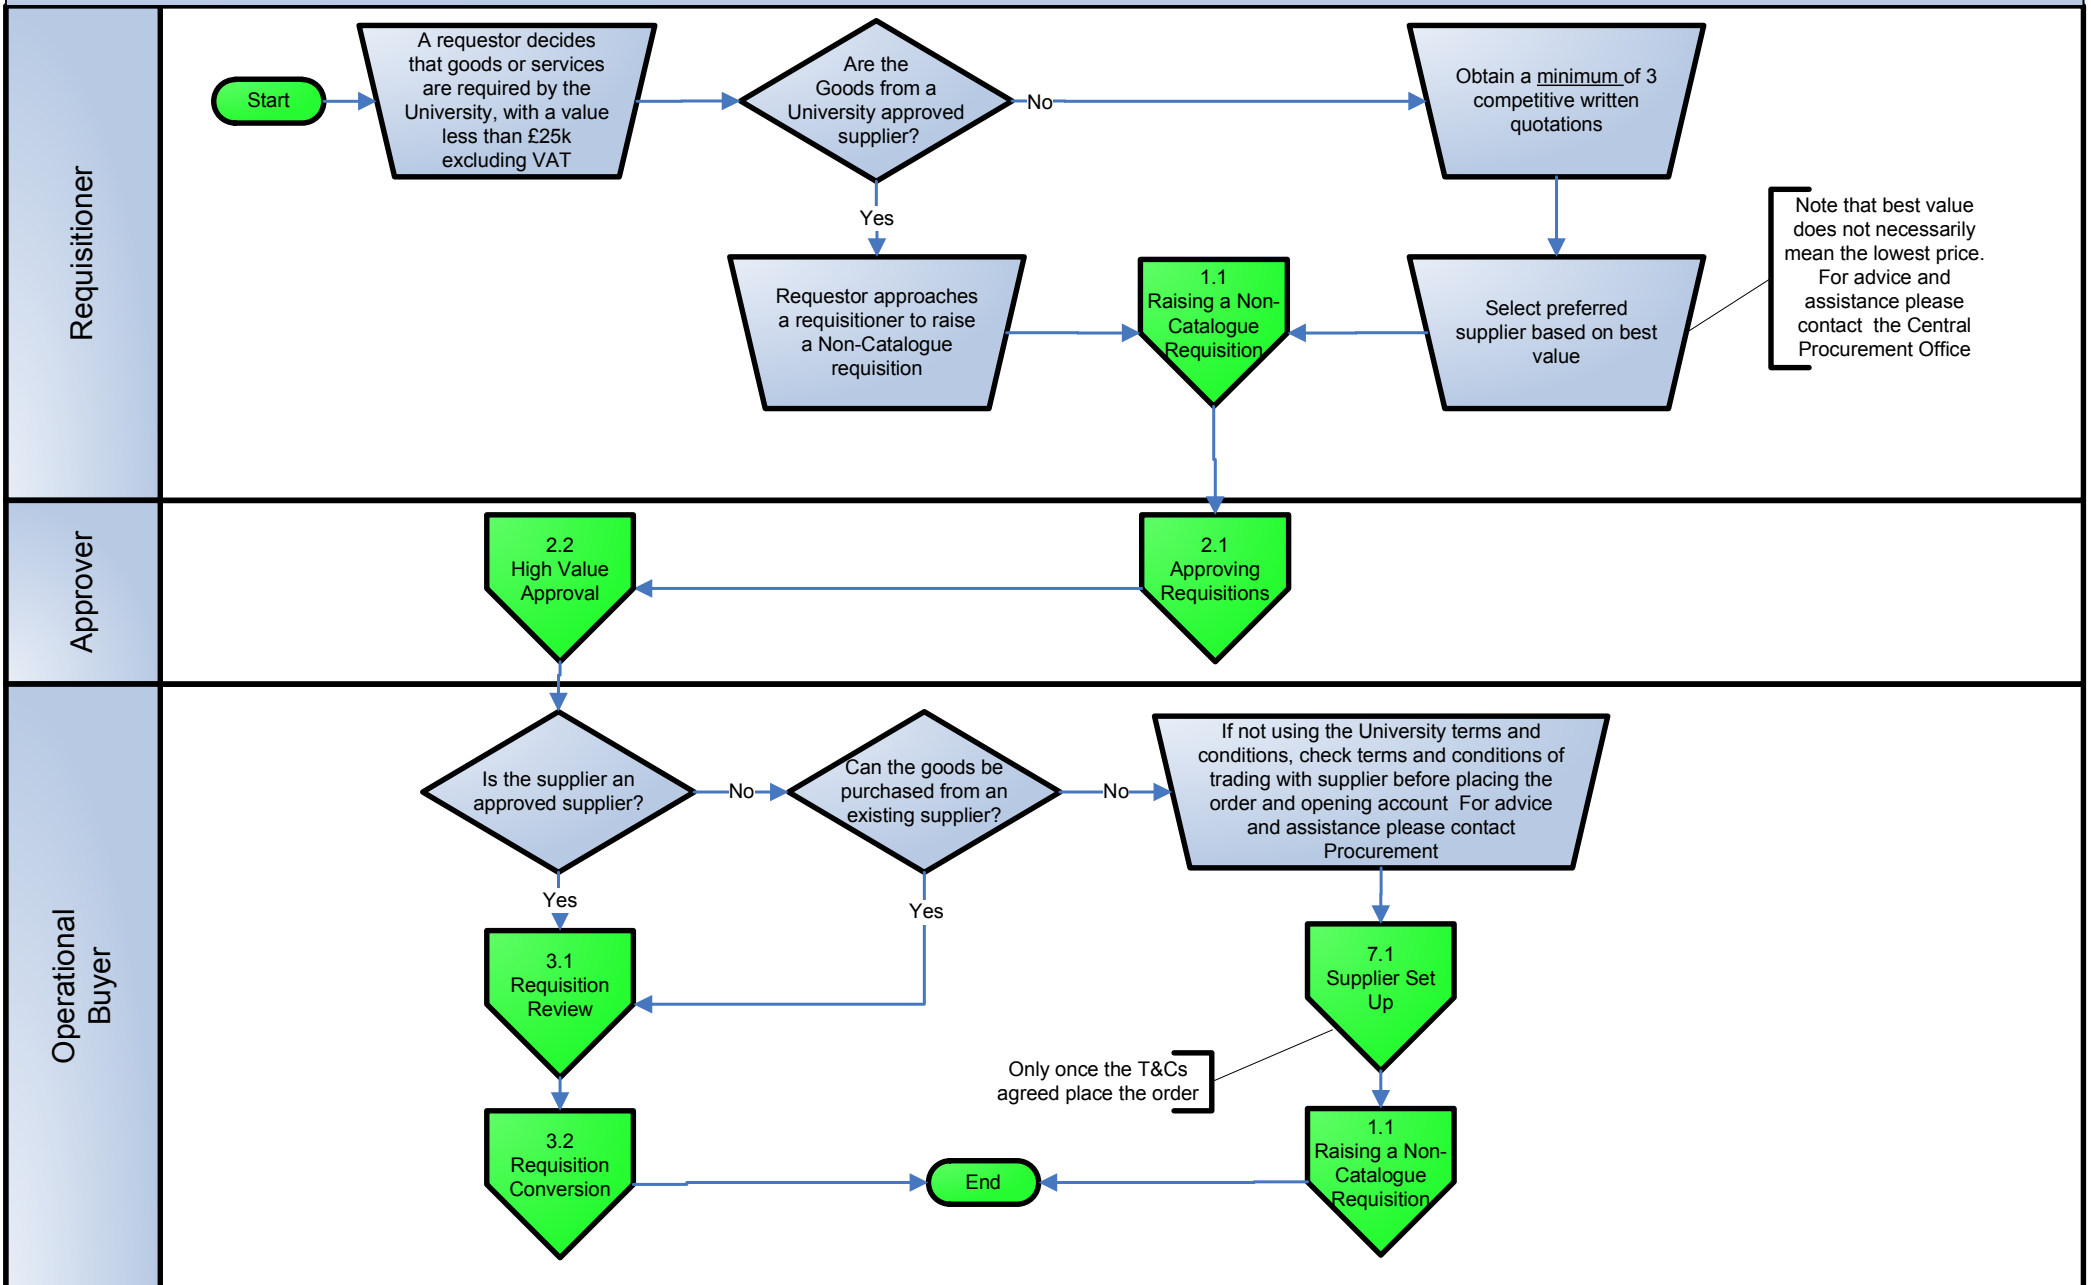 Requisitioner
Start
A requestor decides
that goods or services
are required by the
University, with a value
less than £25k
excluding VAT
Are the
Goods from a
University approved
supplier?
No
Obtain a minimum of 3
competitive written
quotations
Yes
Requestor approaches
a requisitioner to raise
a Non-Catalogue
requisition
1.1
Raising a Non-
Catalogue
Requisition
Select preferred
supplier based on best
value
Note that best value
does not necessarily
mean the lowest price.
For advice and
assistance please
contact the Central
Procurement Office
Approver
2.2
High Value
Approval
2.1
Approving
Requisitions
Operational
Buyer
Is the supplier an
approved supplier?
No
Can the goods be
purchased from an
existing supplier?
No
If not using the University terms and
conditions, check terms and conditions of
trading with supplier before placing the
order and opening account For advice
and assistance please contact
Procurement
Yes
Yes
3.1
Requisition
Review
7.1
Supplier Set
Up
Only once the T&Cs
agreed place the order
3.2
Requisition
Conversion
End
1.1
Raising a Non-
Catalogue
Requisition